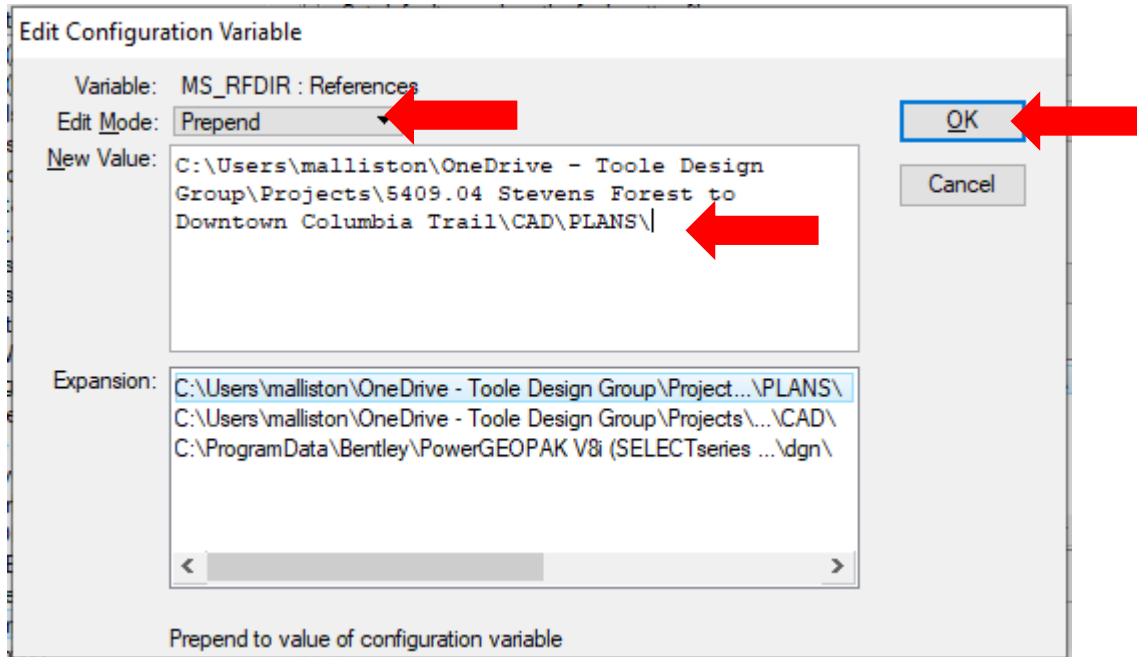 Edit Configuration Variable
Variable: MS_RFDIR : References
Edit Mode: Prepend
OK
New Value: C:\Users\malliston\OneDrive - Toole Design
Group\Projects\5409.04 Stevens Forest to
Downtown Columbia Trail\CAD\PLANS\
Cancel
Expansion: C:\Users\malliston\OneDrive - Toole Design Group\Project...\PLANS\
C:\Users\malliston\OneDrive - Toole Design Group\Projects\...\CAD\
C:\ProgramData\Bentley\PowerGEOPAK V8i (SELECTseries ...\dgn\
Prepend to value of configuration variable